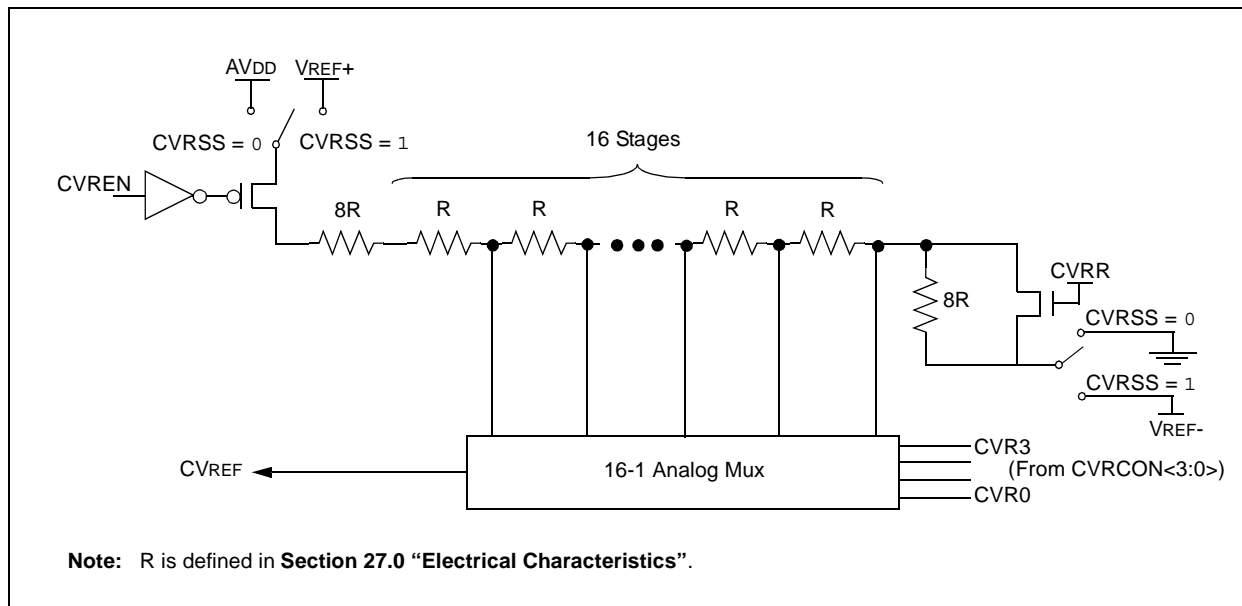 AVDD VREF+
CVRSS = 0 CVRSS = 1
16 Stages
CVREN
8R R R R R
CVRR
8R
CVRSS = 0
CVRSS = 1
VREF-
CVREF
16-1 Analog Mux
CVR3
(From CVRCON<3:0>)
CVR0
Note: R is defined in Section 27.0 “Electrical Characteristics”.